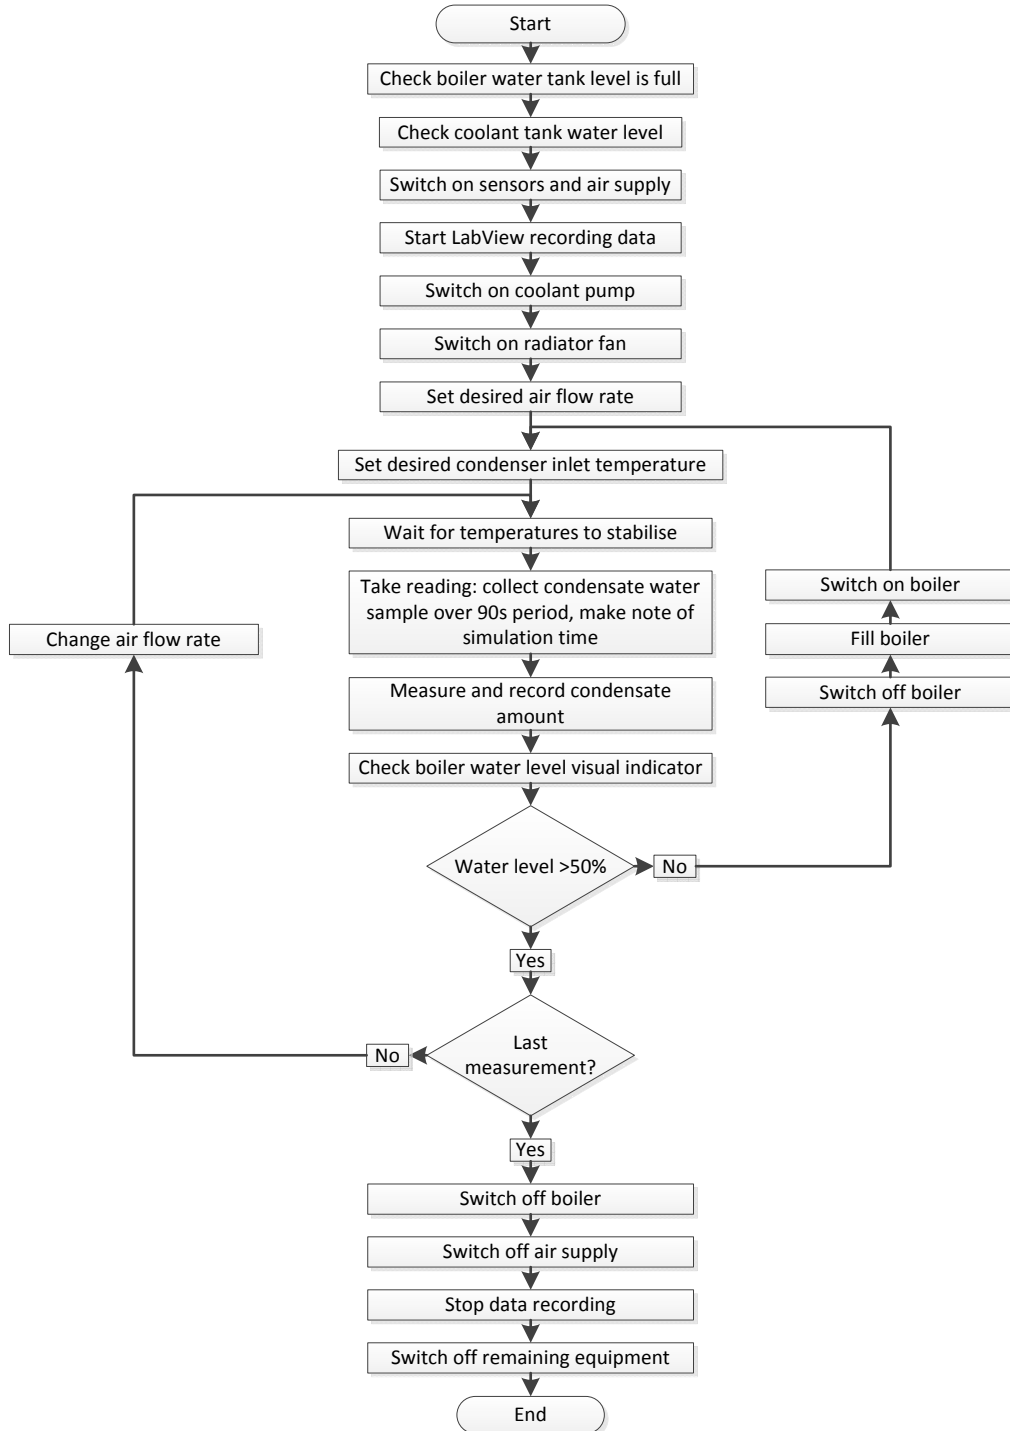 Start
Check boiler water tank level is full
Check coolant tank water level
Switch on sensors and air supply
Start LabView recording data
Switch on coolant pump
Switch on radiator fan
Set desired air flow rate
Set desired condenser inlet temperature
Wait for temperatures to stabilise
Take reading: collect condensate water
sample over 90s period, make note of
simulation time
Measure and record condensate
amount
Check boiler water level visual indicator
Water level >50%
No
Switch off boiler
Fill boiler
Switch on boiler
Yes
Last
measurement?
No
Change air flow rate
Yes
Switch off boiler
Switch off air supply
Stop data recording
Switch off remaining equipment
End